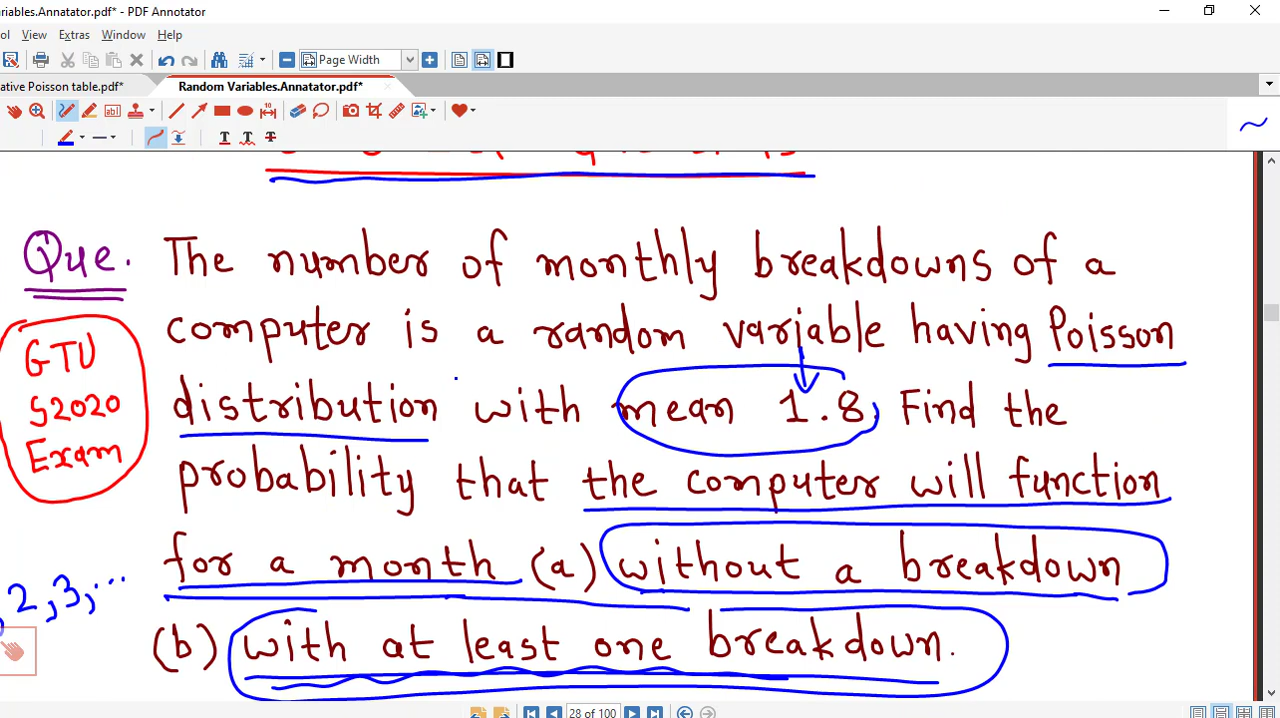 ariables.Annatator.pdf* - PDF Annotator
ol View Extras Window Help
Page Width
ative Poisson table.pdf* Random Variables.Annatator.pdf*
Que. The number of monthly breakdowns of a
computer is a random variable having Poisson
distribution with mean 1.8. Find the
probability that the computer will function
for a month (a) without a breakdown
(b) with at least one breakdown.
GTU
S2020
Exam
, 2, 3, ...
28 of 100